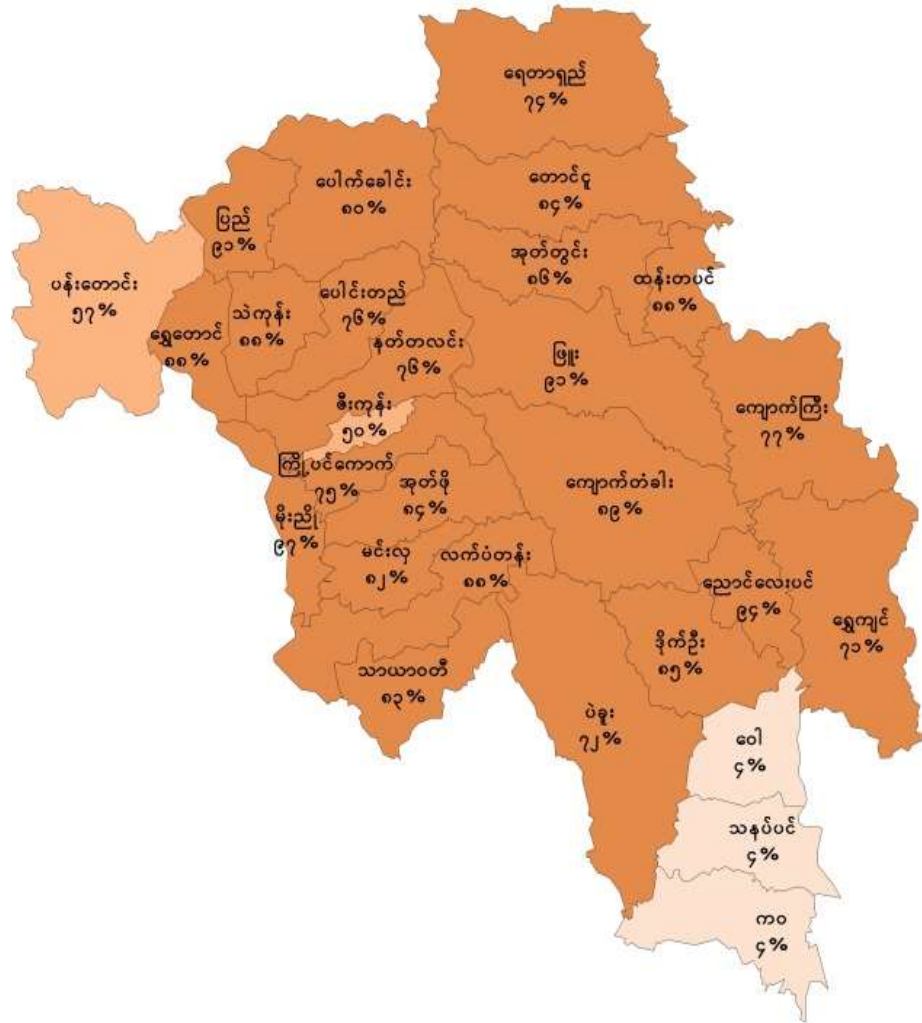 ရေတာရှည်
၇၄%
ပေါက်ခေါင်း
၈၀%
တောင်ငူ
၈၄%
ပြည်
၉၁%
အုတ်တွင်း
၈၆%
ထန်းတပင်
၈၈%
ပန်းတောင်း
၅၇%
သဲကုန်း
၈၈%
ပေါင်းတည်
၇၆%
ရွှေတောင်
၈၈%
နတ်တလင်း
၇၆%
ဖြူး
၉၁%
ကျောက်ကြီး
၇၇%
ဇီးကုန်း
၅၀%
ကြို့ပင်ကောက်
၇၅%
အုတ်ဖို
၈၄%
ကျောက်တံခါး
၈၉%
မိုးညို
၉၇%
မင်းလှ
၈၂%
လက်ပံတန်း
၈၈%
ညောင်လေးပင်
၉၄%
ရွှေကျင်
၇၁%
ဒိုက်ဦး
၈၅%
သာယာဝတီ
၈၃%
ပဲခူး
၇၂%
ဝေါ
၄%
သနပ်ပင်
၄%
ကဝ
၄%